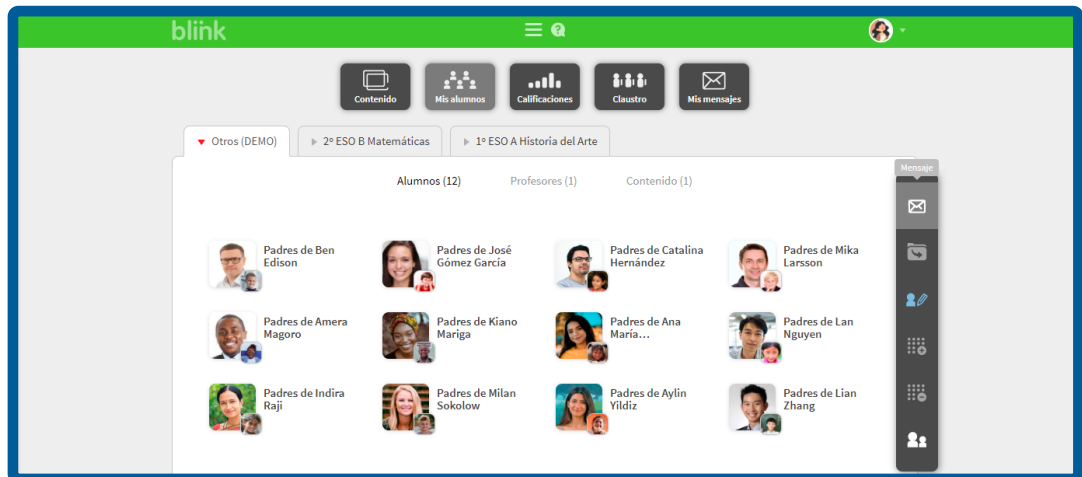 blink
Contenido
Mis alumnos
Calificaciones
Claustro
Mis mensajes
Otros (DEMO)
2º ESO B Matemáticas
1º ESO A Historia del Arte
Mensaje
Alumnos (12)
Profesores (1)
Contenido (1)
Padres de Ben
Edison
Padres de José
Gómez García
Padres de Catalina
Hernández
Padres de Mika
Larsson
Padres de Amera
Magoro
Padres de Kiano
Mariga
Padres de Ana
María...
Padres de Lan
Nguyen
Padres de Indira
Raji
Padres de Milan
Sokolow
Padres de Aylin
Yildiz
Padres de Lian
Zhang